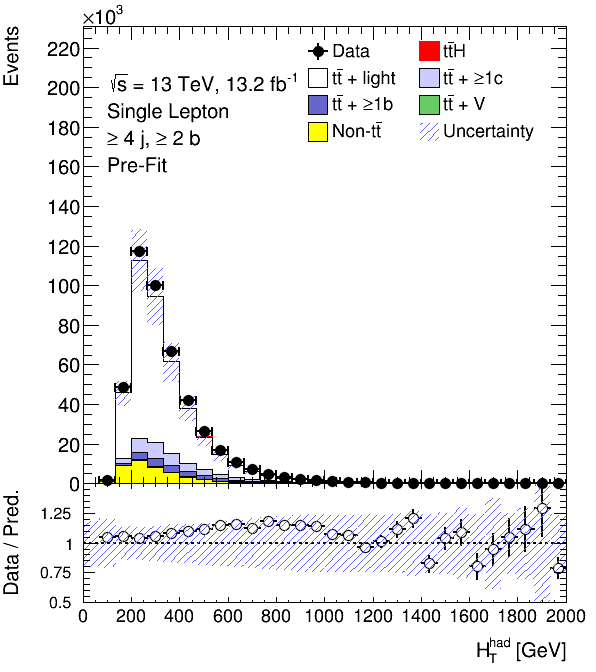 ×10³
Events
220
200
180
160
140
120
100
80
60
40
20
0
Data
tt̄H
tt̄ + light
tt̄ + ≥1c
tt̄ + ≥1b
tt̄ + V
Non-tt̄
Uncertainty
√s = 13 TeV, 13.2 fb⁻¹
Single Lepton
≥ 4 j, ≥ 2 b
Pre-Fit
Data / Pred.
1.25
1
0.75
0.5
0 200 400 600 800 1000 1200 1400 1600 1800 2000
H_T^had [GeV]